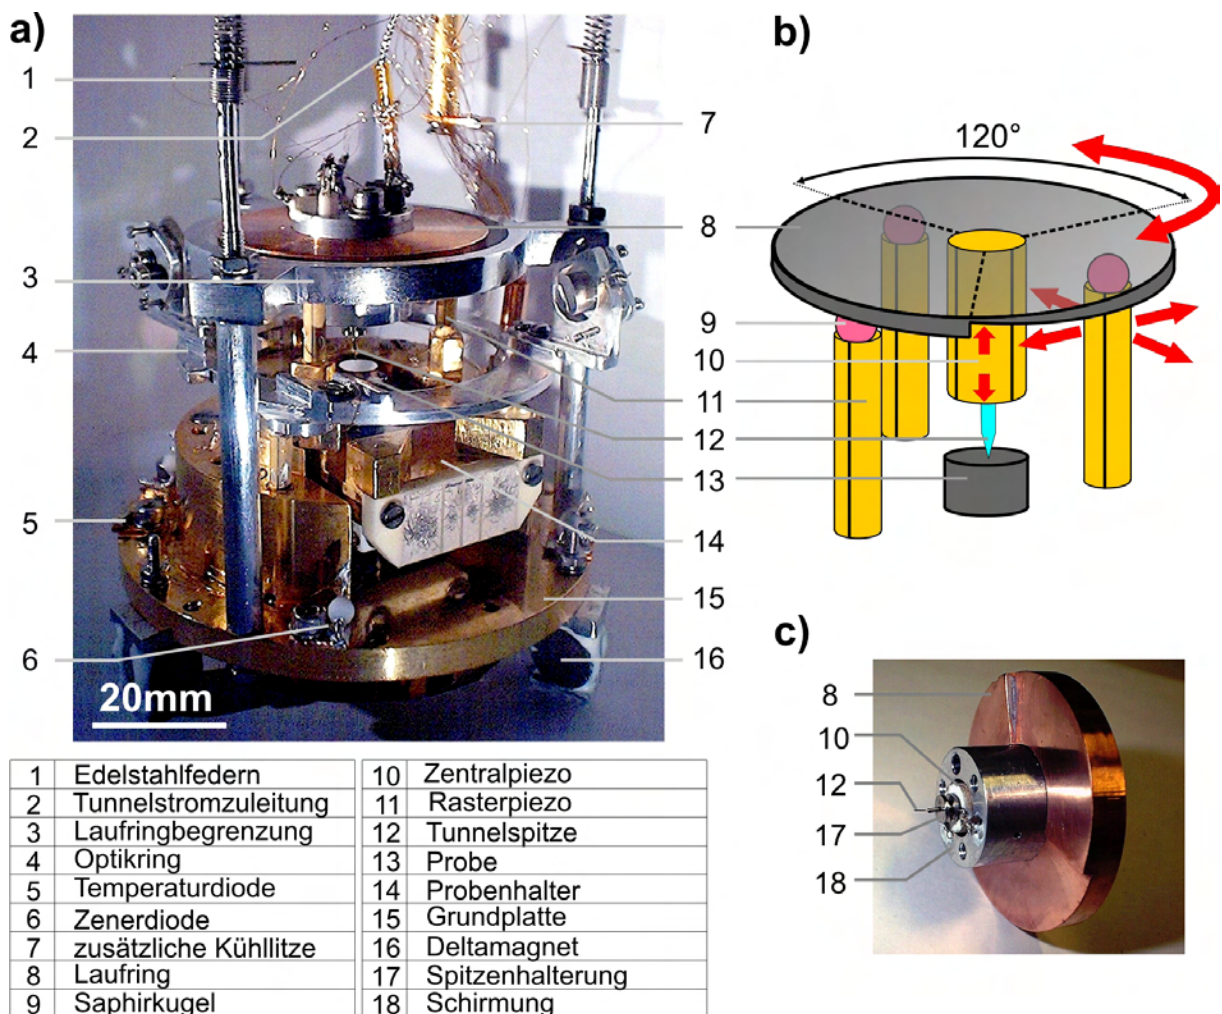 a)
1
2
3
4
5
6
7
8
9
10
11
12
13
14
15
16
20mm
b)
120°
c)
8
10
12
17
18
1 Edelstahlfedern
2 Tunnelstromzuleitung
3 Laufringbegrenzung
4 Optikring
5 Temperaturdiode
6 Zenerdiode
7 zusätzliche Kühllitze
8 Laufring
9 Saphirkugel
10 Zentralpiezo
11 Rasterpiezo
12 Tunnelspitze
13 Probe
14 Probenhalter
15 Grundplatte
16 Deltamagnet
17 Spitzenhalterung
18 Schirmung